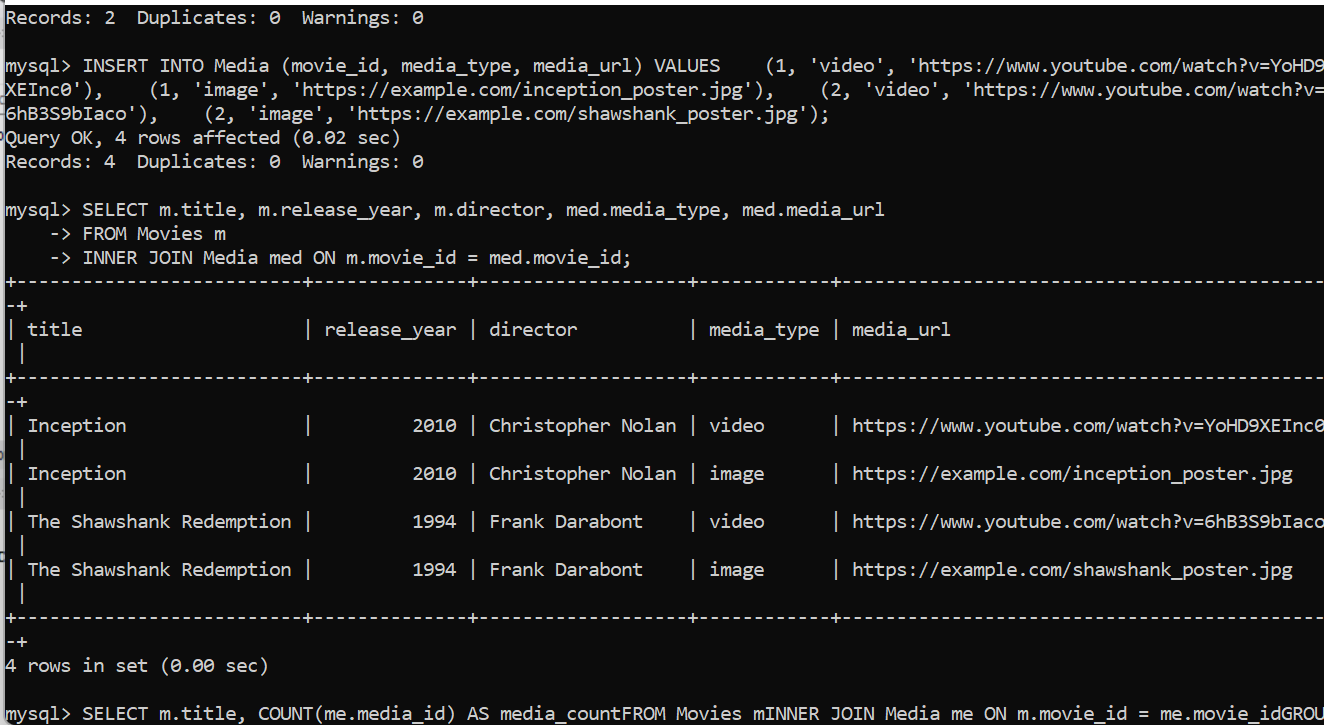 Records: 2  Duplicates: 0  Warnings: 0
mysql> INSERT INTO Media (movie_id, media_type, media_url) VALUES    (1, 'video', 'https://www.youtube.com/watch?v=YoHD9
XEInc0'),    (1, 'image', 'https://example.com/inception_poster.jpg'),    (2, 'video', 'https://www.youtube.com/watch?v=
6hB3S9bIaco'),    (2, 'image', 'https://example.com/shawshank_poster.jpg');
Query OK, 4 rows affected (0.02 sec)
Records: 4  Duplicates: 0  Warnings: 0
mysql> SELECT m.title, m.release_year, m.director, med.media_type, med.media_url
    -> FROM Movies m
    -> INNER JOIN Media med ON m.movie_id = med.movie_id;
+--------------------------+--------------+-------------------+------------+--------------------------------------------
-+
| title                    | release_year | director          | media_type | media_url
 |
+--------------------------+--------------+-------------------+------------+--------------------------------------------
-+
| Inception                |         2010 | Christopher Nolan | video      | https://www.youtube.com/watch?v=YoHD9XEInc0
 |
| Inception                |         2010 | Christopher Nolan | image      | https://example.com/inception_poster.jpg
 |
| The Shawshank Redemption |         1994 | Frank Darabont    | video      | https://www.youtube.com/watch?v=6hB3S9bIaco
 |
| The Shawshank Redemption |         1994 | Frank Darabont    | image      | https://example.com/shawshank_poster.jpg
 |
+--------------------------+--------------+-------------------+------------+--------------------------------------------
-+
4 rows in set (0.00 sec)
mysql> SELECT m.title, COUNT(me.media_id) AS media_countFROM Movies mINNER JOIN Media me ON m.movie_id = me.movie_idGROU